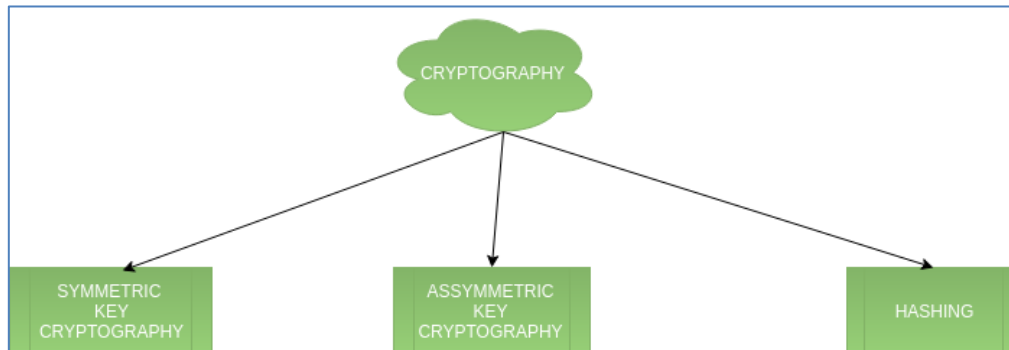 CRYPTOGRAPHY
SYMMETRIC
KEY
CRYPTOGRAPHY
ASSYMMETRIC
KEY
CRYPTOGRAPHY
HASHING